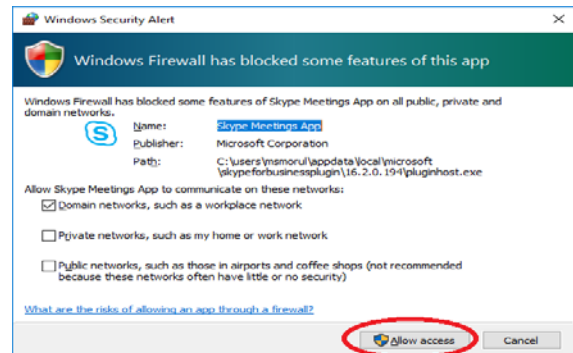 Windows Security Alert
Windows Firewall has blocked some features of this app
Windows Firewall has blocked some features of Skype Meetings App on all public, private and
domain networks.
Name: Skype Meetings App
Publisher: Microsoft Corporation
Path: C:\users\msmorul\appdata\local\microsoft
\skypeforbusinessplugin\16.2.0.194\pluginhost.exe
Allow Skype Meetings App to communicate on these networks:
Domain networks, such as a workplace network
Private networks, such as my home or work network
Public networks, such as those in airports and coffee shops (not recommended
because these networks often have little or no security)
What are the risks of allowing an app through a firewall?
Allow access Cancel